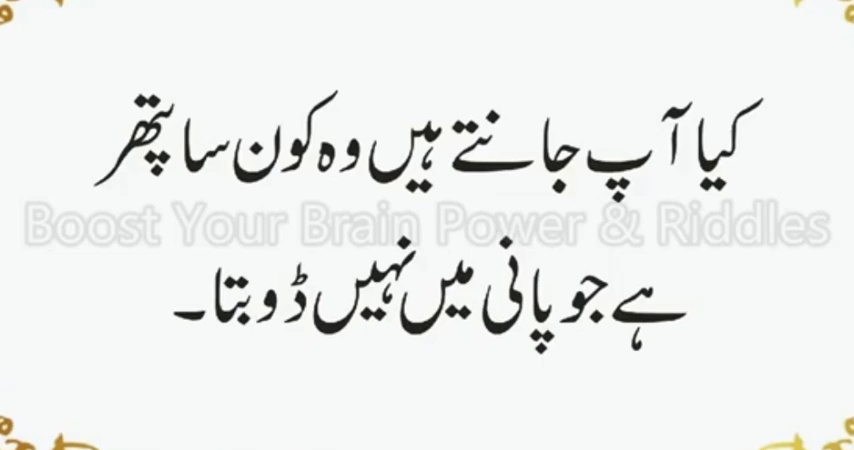 کیا آپ جانتے ہیں وہ کون سا پتھر
Boost Your Brain Power & Riddles
ہے جو پانی میں نہیں ڈوبتا۔